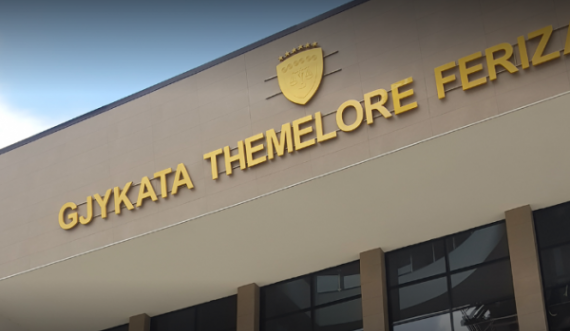 GJYKATA THEMELORE FERIZA